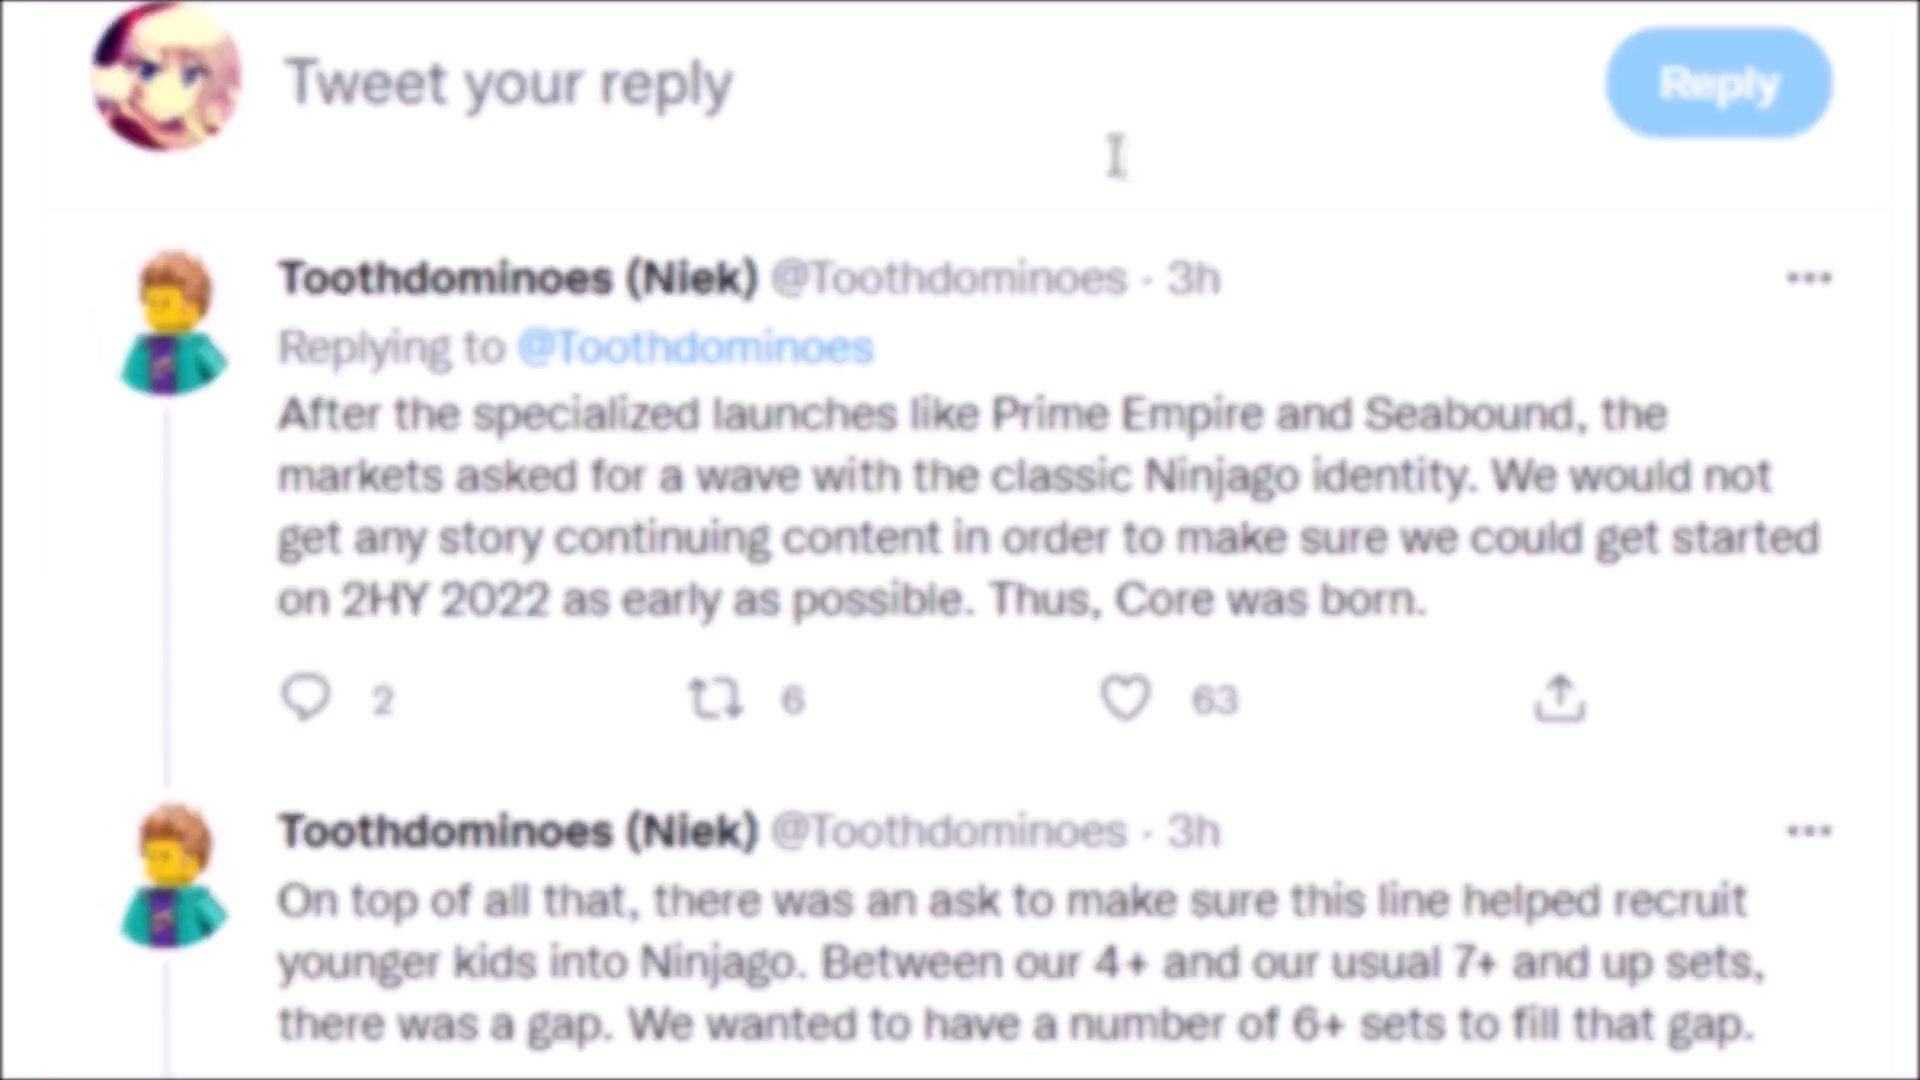 Tweet your reply
Reply
Toothdominoes (Niek) @Toothdominoes · 3h
Replying to @Toothdominoes
After the specialized launches like Prime Empire and Seabound, the
markets asked for a wave with the classic Ninjago identity. We would not
get any story continuing content in order to make sure we could get started
on 2HY 2022 as early as possible. Thus, Core was born.
2 6 63
Toothdominoes (Niek) @Toothdominoes · 3h
On top of all that, there was an ask to make sure this line helped recruit
younger kids into Ninjago. Between our 4+ and our usual 7+ and up sets,
there was a gap. We wanted to have a number of 6+ sets to fill that gap.